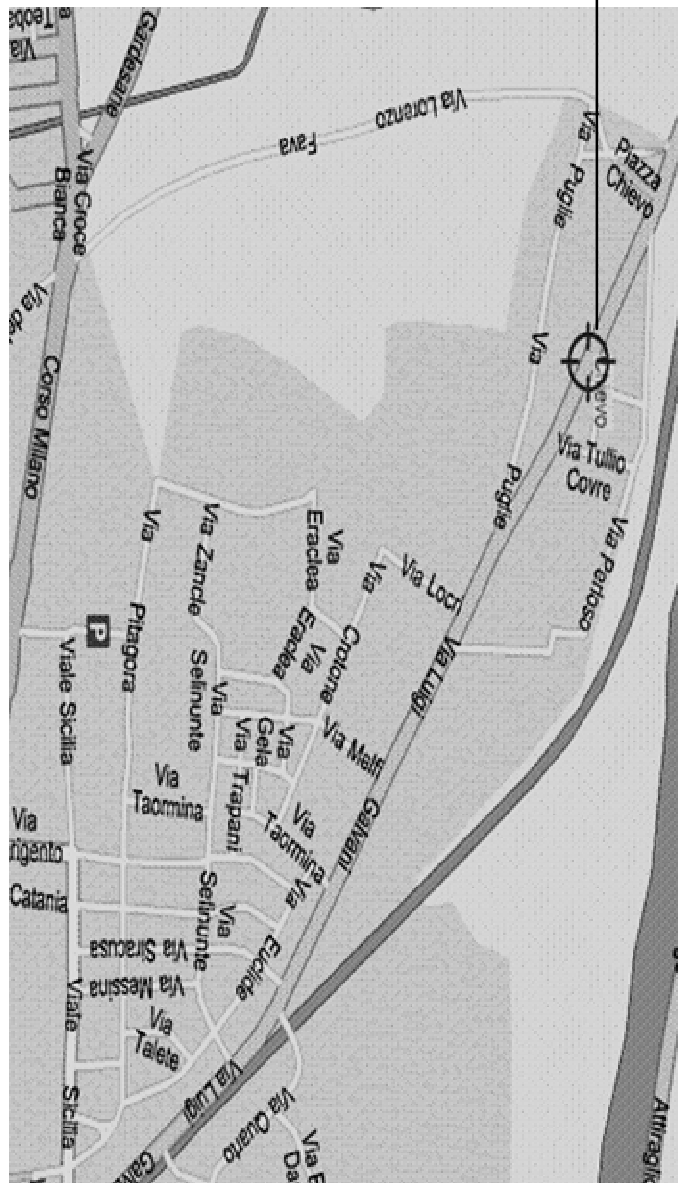 Via
Gardesane
Via Lorenzo
Fava
Via
Puglie
Piazza
Chievo
Via Croce
Bianca
Via
Corso Milano
Via
Puglie
Via Tullio
Covre
Via Perloso
Via
Pitagora
Via Zancle
Via
Eraclea
Via
Eraclea
Via
Crotone
Via Locri
Via Luigi
Galvani
P
Viale Sicilia
Via
Selinunte
Via
Gela
Via
Trapani
Via Melfi
Via
Taormina
Via
Taormina
Via
Catania
Via
Selinunte
Via
Euclide
Via Siracusa
Via Messina
Via
Talete
Viale
Sicilia
Via Luigi
Via Quarto
Via